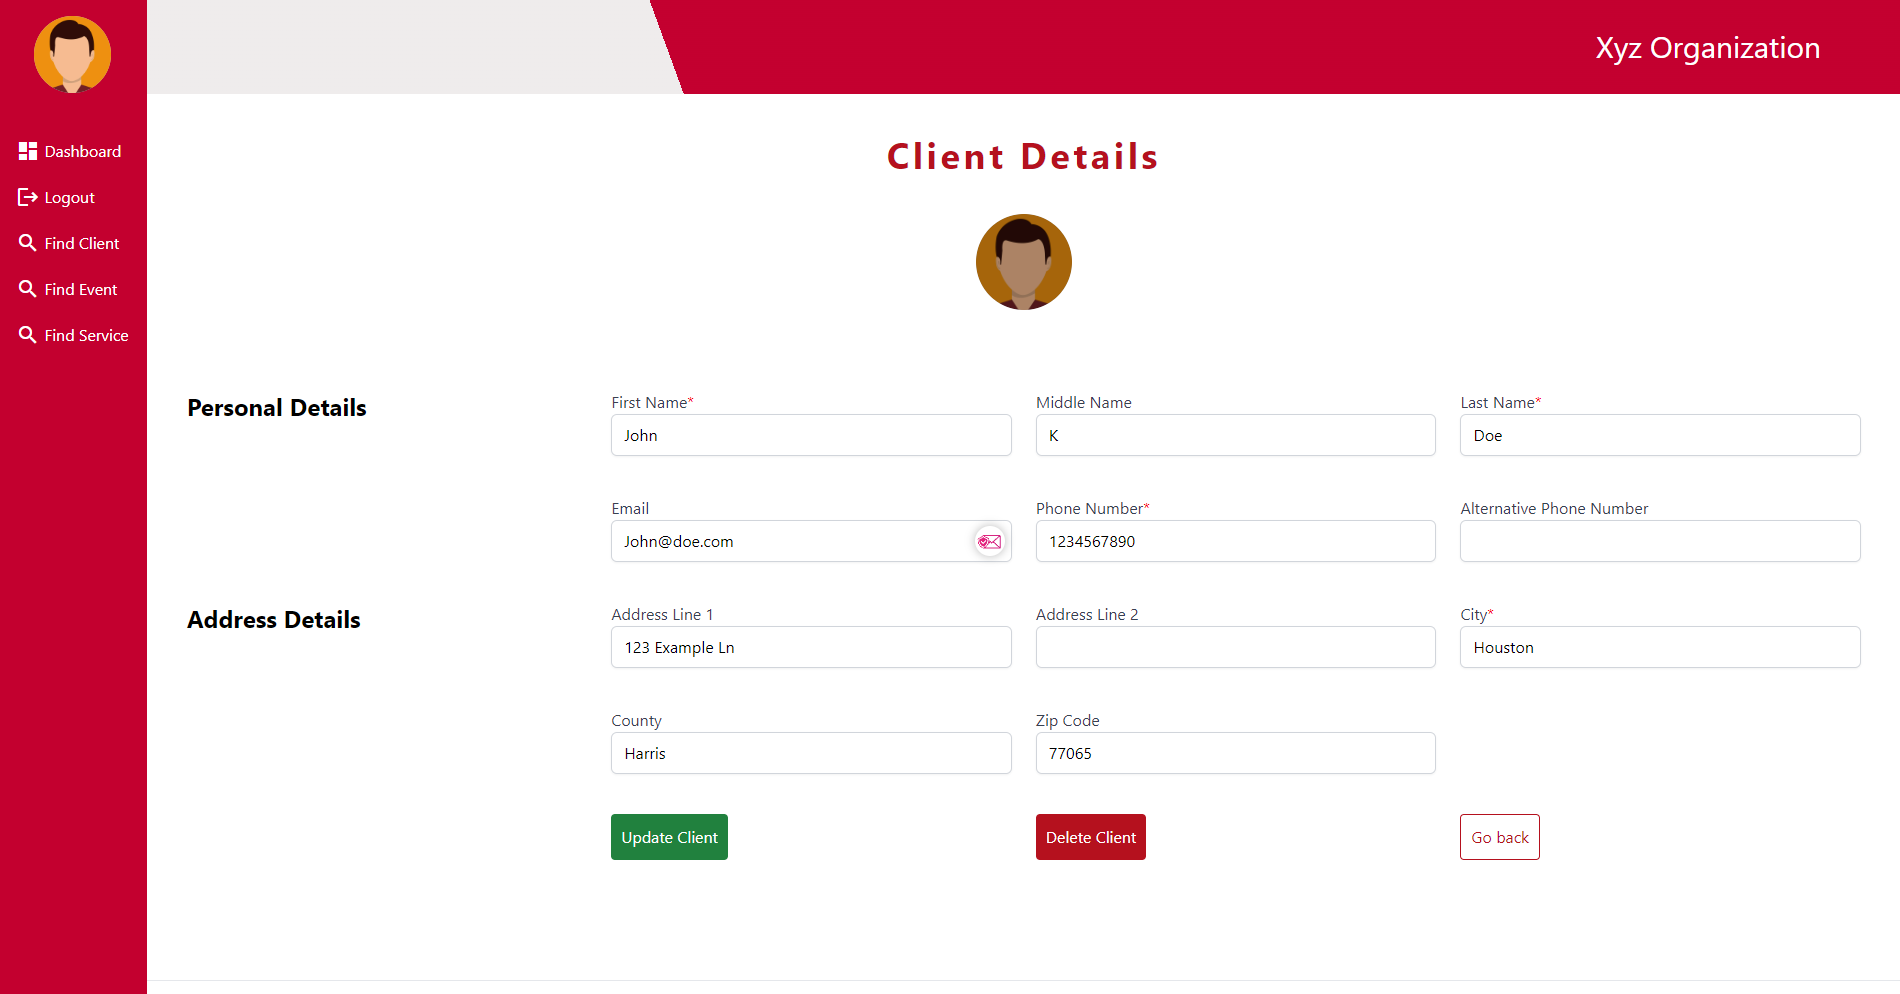 Xyz Organization
Dashboard
Logout
Find Client
Find Event
Find Service
Client Details
Personal Details
First Name* Middle Name Last Name*
John K Doe
Email Phone Number* Alternative Phone Number
John@doe.com 1234567890
Address Details
Address Line 1 Address Line 2 City*
123 Example Ln Houston
County Zip Code
Harris 77065
Update Client Delete Client Go back